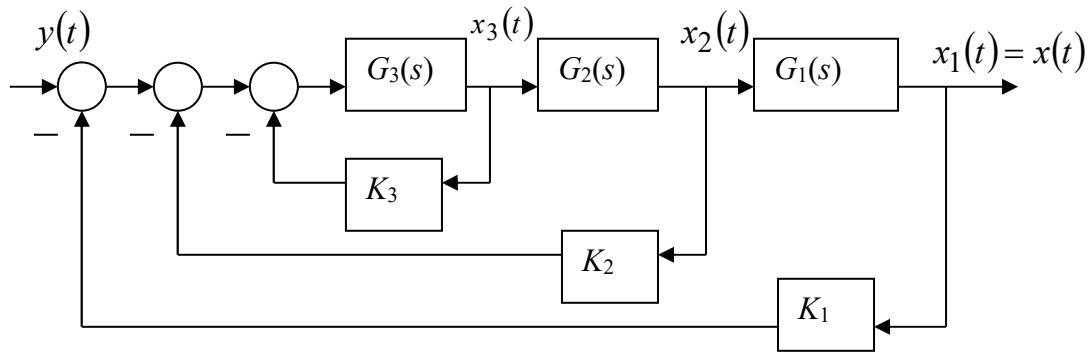 y(t)
x₃(t)
x₂(t)
x₁(t) = x(t)
G₃(s)
G₂(s)
G₁(s)
–
–
–
K₃
K₂
K₁